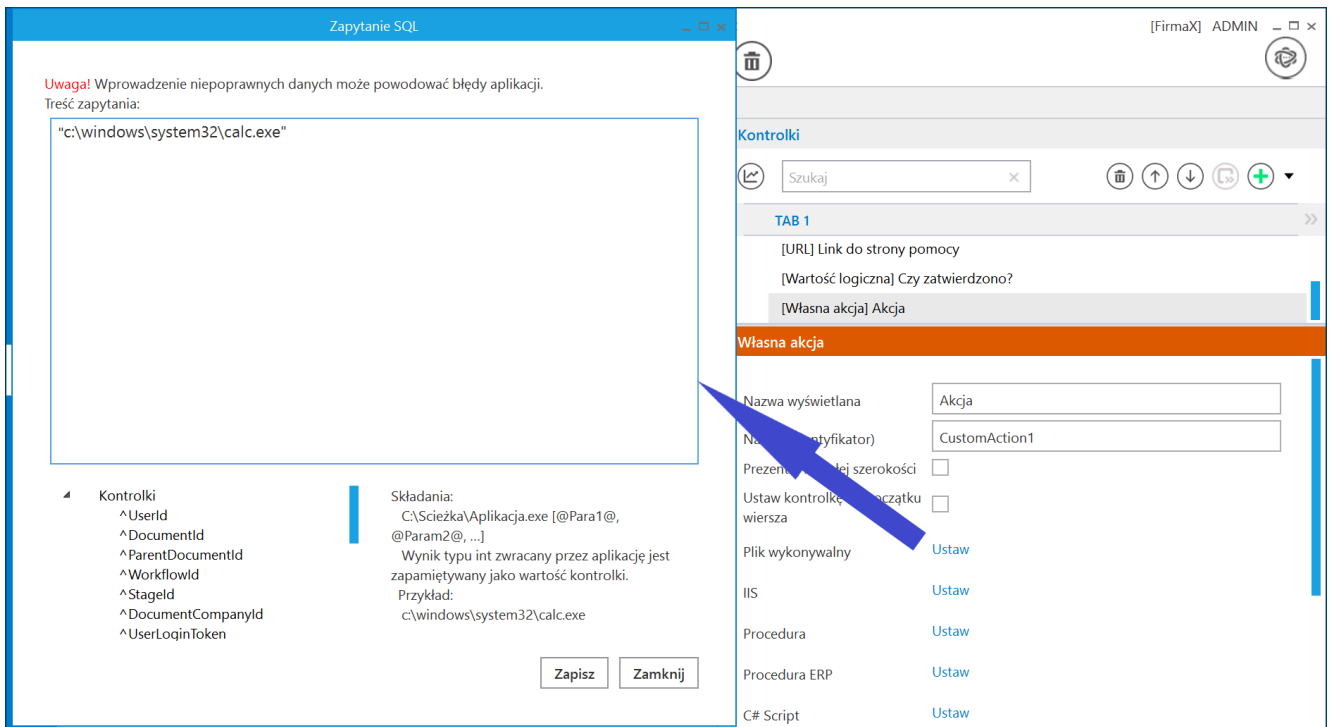 Zapytanie SQL
Uwaga! Wprowadzenie niepoprawnych danych może powodować błędy aplikacji.
Treść zapytania:
"c:\windows\system32\calc.exe"
Kontrolki
^UserId
^DocumentId
^ParentDocumentId
^WorkflowId
^StageId
^DocumentCompanyId
^UserLoginToken
Składania:
C:\Scieżka\Aplikacja.exe [@Para1@,
@Param2@, ...]
Wynik typu int zwracany przez aplikację jest
zapamiętywany jako wartość kontrolki.
Przykład:
c:\windows\system32\calc.exe
Zapisz
Zamknij
[FirmaX] ADMIN
Kontrolki
Szukaj
TAB 1
[URL] Link do strony pomocy
[Wartość logiczna] Czy zatwierdzono?
[Własna akcja] Akcja
Własna akcja
Nazwa wyświetlana
Akcja
CustomAction1
szerokości
Ustaw kontrolkę
wiersza
Plik wykonywalny
Ustaw
IIS
Ustaw
Procedura
Ustaw
Procedura ERP
Ustaw
C# Script
Ustaw